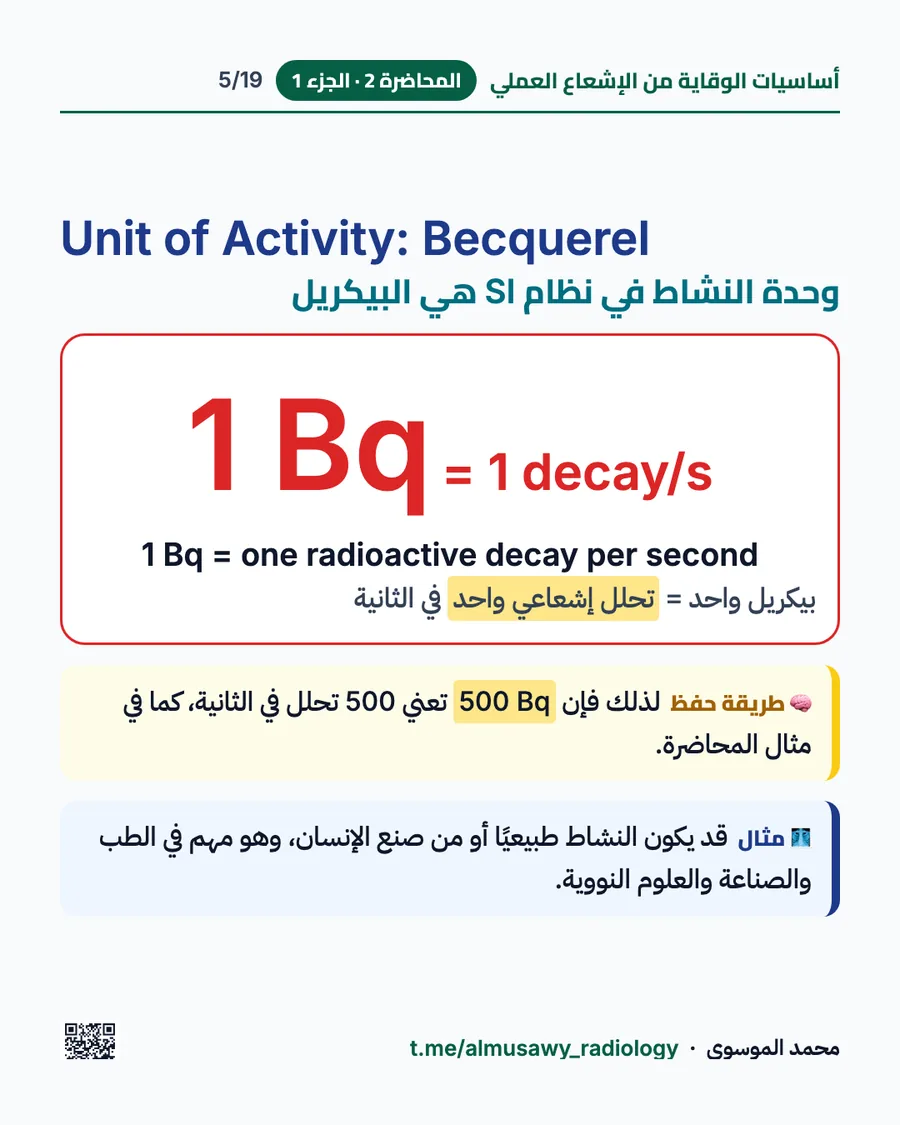 أساسيات الوقاية من الإشعاع العملي المحاضرة 2 · الجزء 1 5/19
Unit of Activity: Becquerel
وحدة النشاط في نظام SI هي البيكريل
1 Bq = 1 decay/s
1 Bq = one radioactive decay per second
بيكريل واحد = تحلل إشعاعي واحد في الثانية
🧠 طريقة حفظ لذلك فإن 500 Bq تعني 500 تحلل في الثانية، كما في
مثال المحاضرة.
🩻 مثال قد يكون النشاط طبيعيًا أو من صنع الإنسان، وهو مهم في الطب
والصناعة والعلوم النووية.
محمد الموسوي · t.me/almusawy_radiology